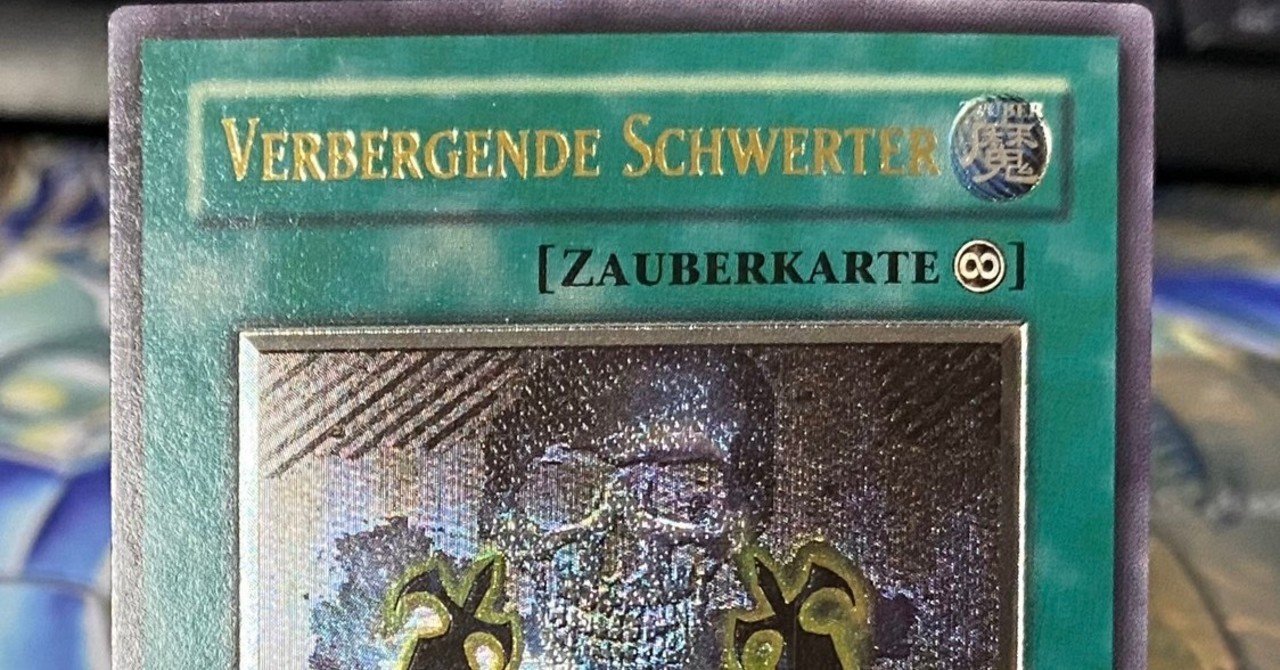 VERBERGENDE SCHWERTER
ZAUBER
魔
[ZAUBERKARTE ∞]